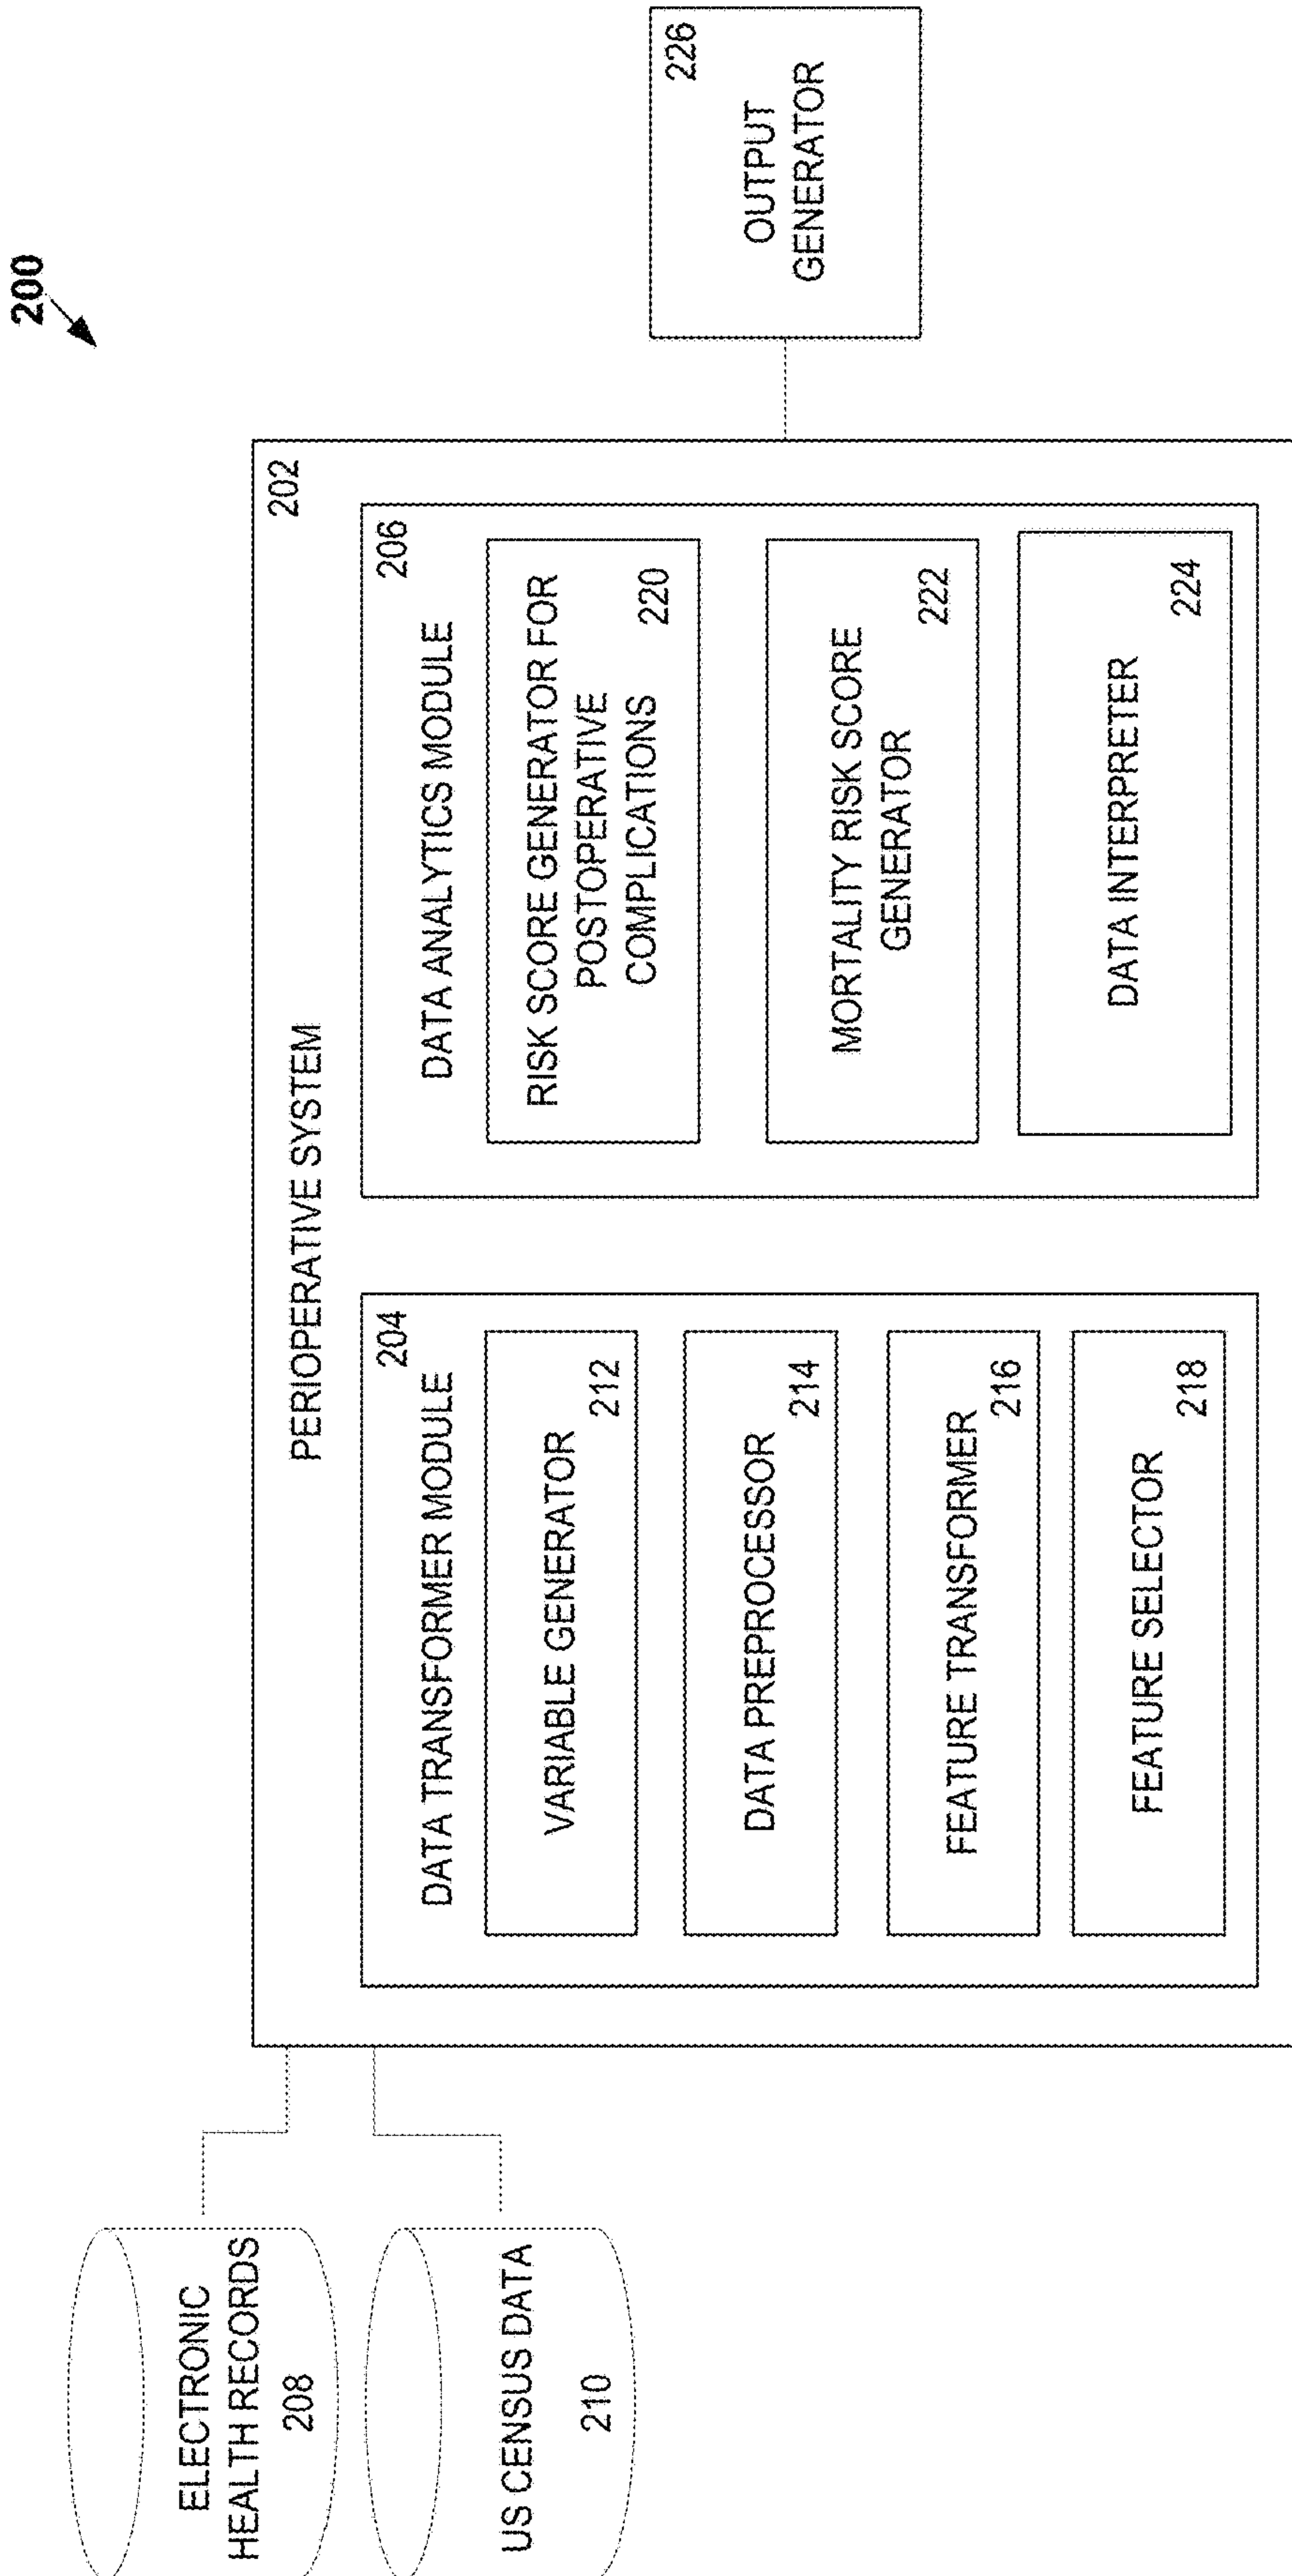 200
ELECTRONIC
HEALTH RECORDS
208
US CENSUS DATA
210
PERIOPERATIVE SYSTEM
202
DATA TRANSFORMER MODULE
204
VARIABLE GENERATOR
212
DATA PREPROCESSOR
214
FEATURE TRANSFORMER
216
FEATURE SELECTOR
218
DATA ANALYTICS MODULE
206
RISK SCORE GENERATOR FOR
POSTOPERATIVE
COMPLICATIONS
220
MORTALITY RISK SCORE
GENERATOR
222
DATA INTERPRETER
224
226
OUTPUT
GENERATOR